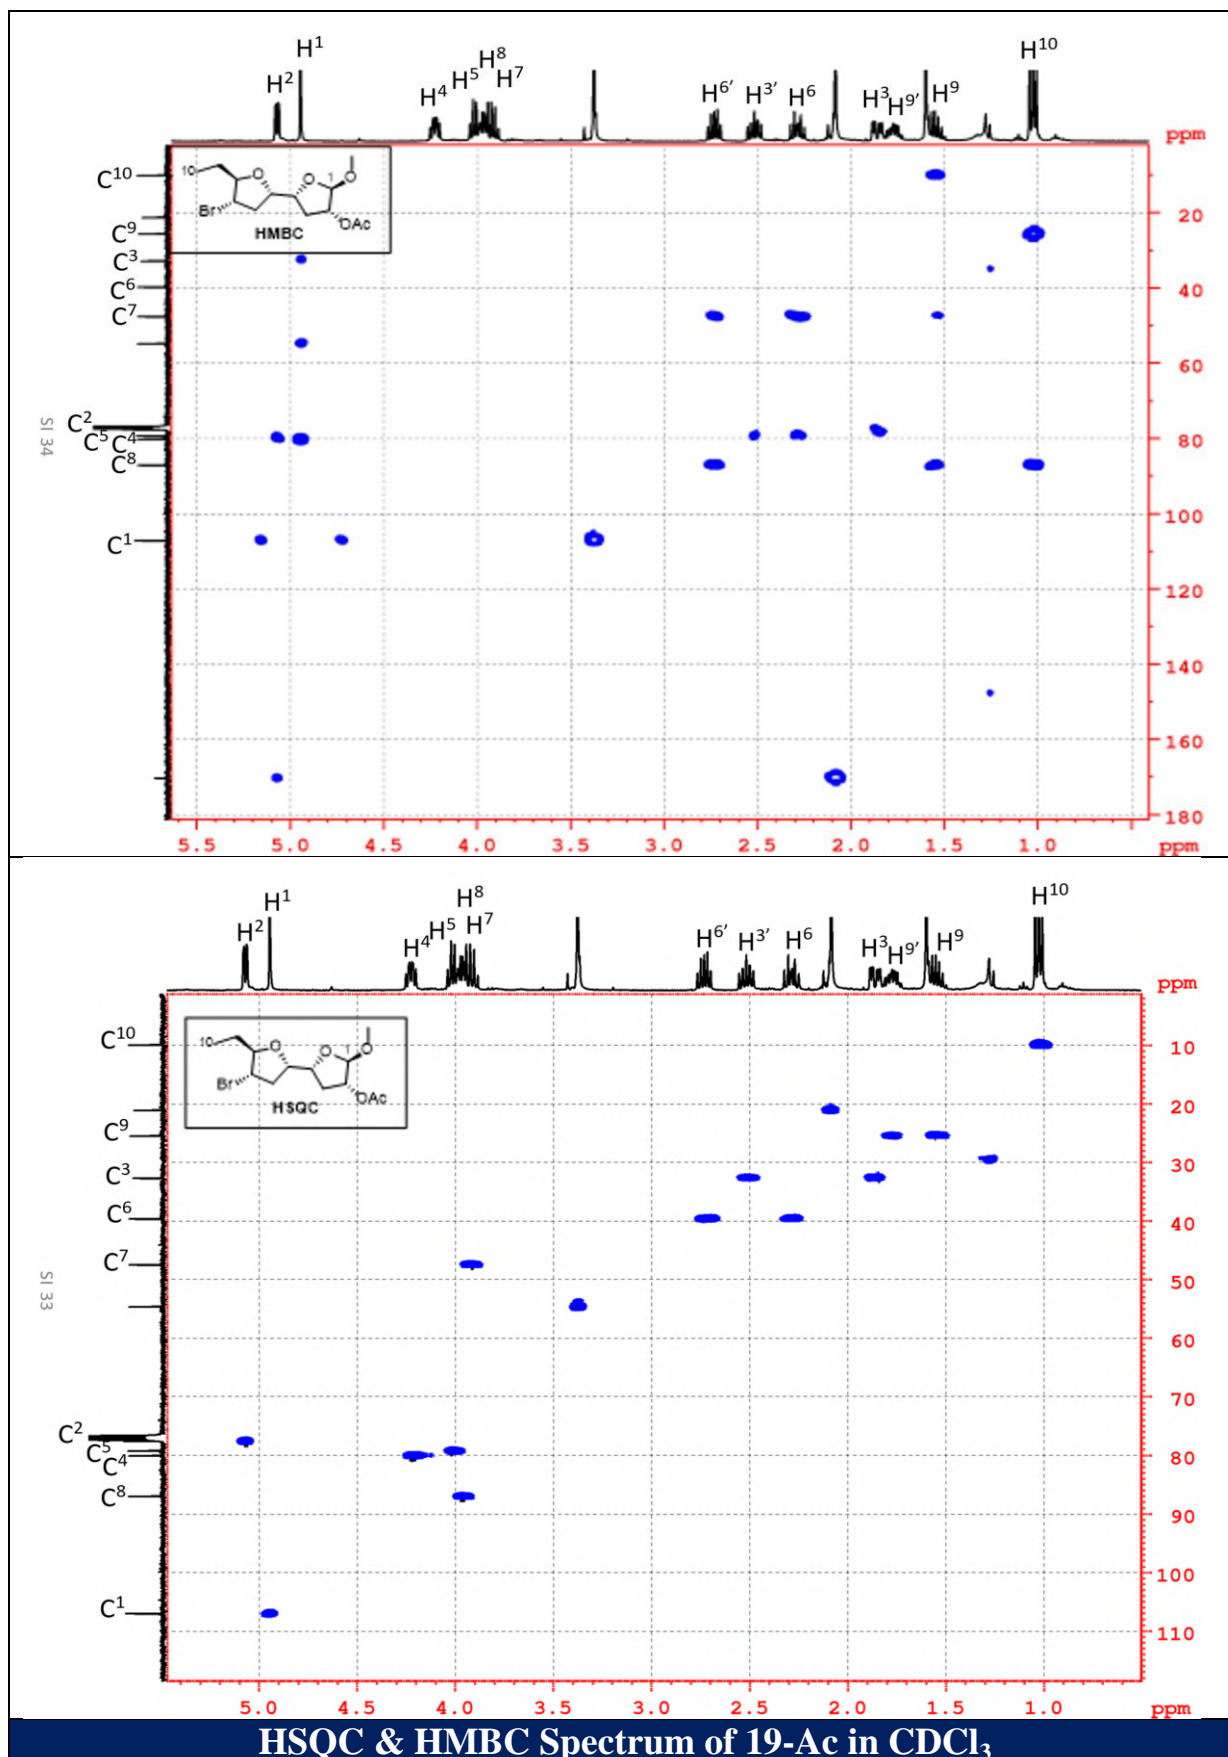 H¹
H²
H⁸
H⁴ H⁵ H⁷
H⁶’ H³’ H⁶
H³ H⁹’ H⁹
H¹⁰
ppm
C¹⁰
C⁹
C³
C⁶
C⁷
C²
C⁵ C⁴
C⁸
C¹
10
O O 1 O
Br OAc
HMBC
20
40
60
80
100
120
140
160
180
5.5 5.0 4.5 4.0 3.5 3.0 2.5 2.0 1.5 1.0 ppm
SI 34
H¹
H²
H⁸
H⁴ H⁵ H⁷
H⁶’ H³’ H⁶
H³ H⁹’ H⁹
H¹⁰
ppm
C¹⁰
C⁹
C³
C⁶
C⁷
C²
C⁵
C⁴
C⁸
C¹
10
O O 1 O
Br OAc
HSQC
10
20
30
40
50
60
70
80
90
100
110
5.0 4.5 4.0 3.5 3.0 2.5 2.0 1.5 1.0 ppm
SI 33
HSQC & HMBC Spectrum of 19-Ac in CDCl₃